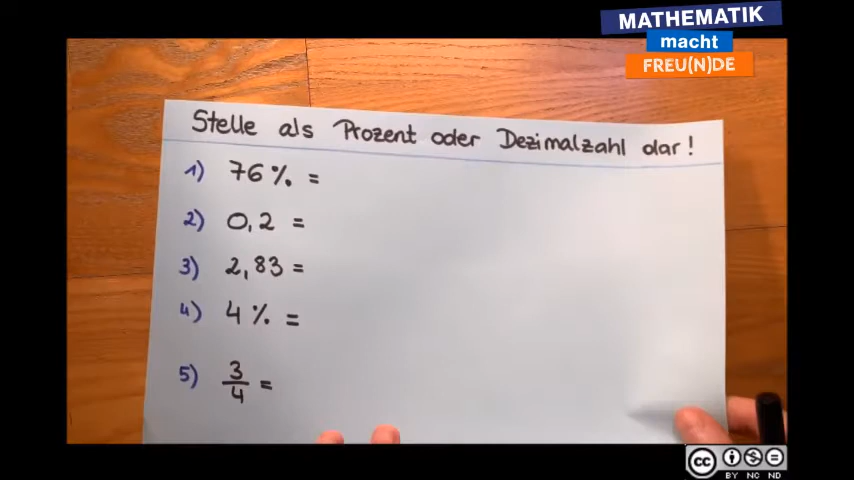 MATHEMATIK
macht
FREU(N)DE
Stelle als Prozent oder Dezimalzahl dar!
1) 76% =
2) 0,2 =
3) 2,83 =
4) 4% =
5) 3/4 =
cc
BY NC ND